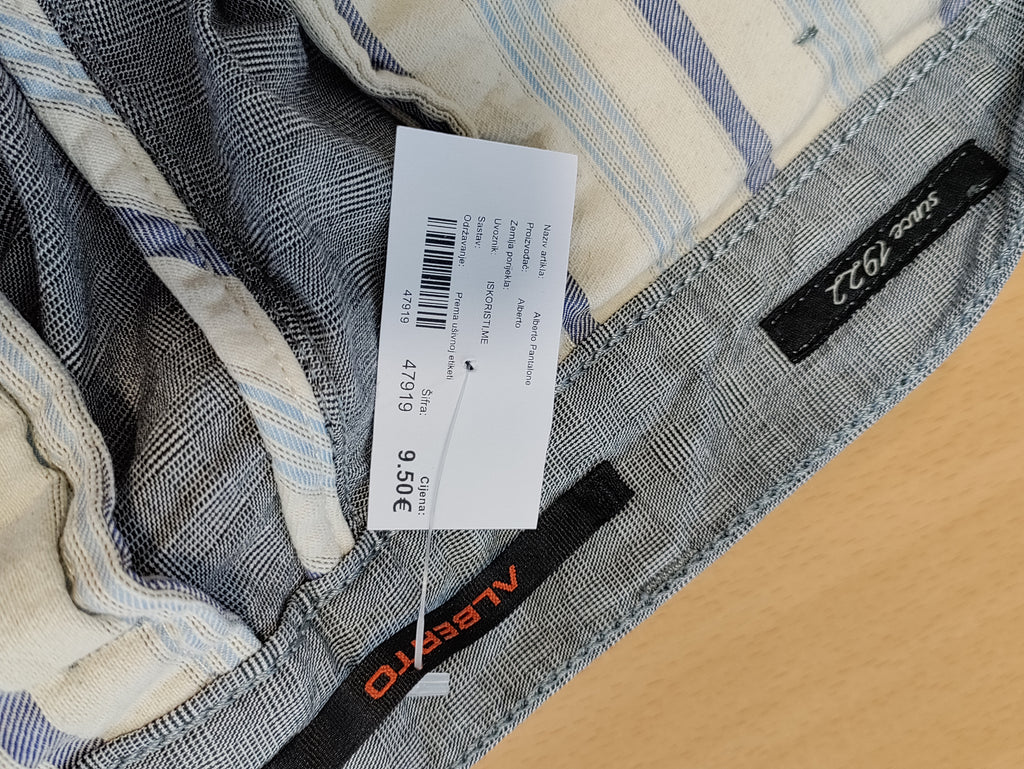 Naziv artikla: Alberto Pantalone
Proizvođač: Alberto
Zemlja porijekla:
Uvoznik: ISKORISTI.ME
Sastav:
Održavanje: Prema ušivnoj etiketi
47919
Šifra:
47919
Cijena:
9.50€
ALBERTO
since 1922